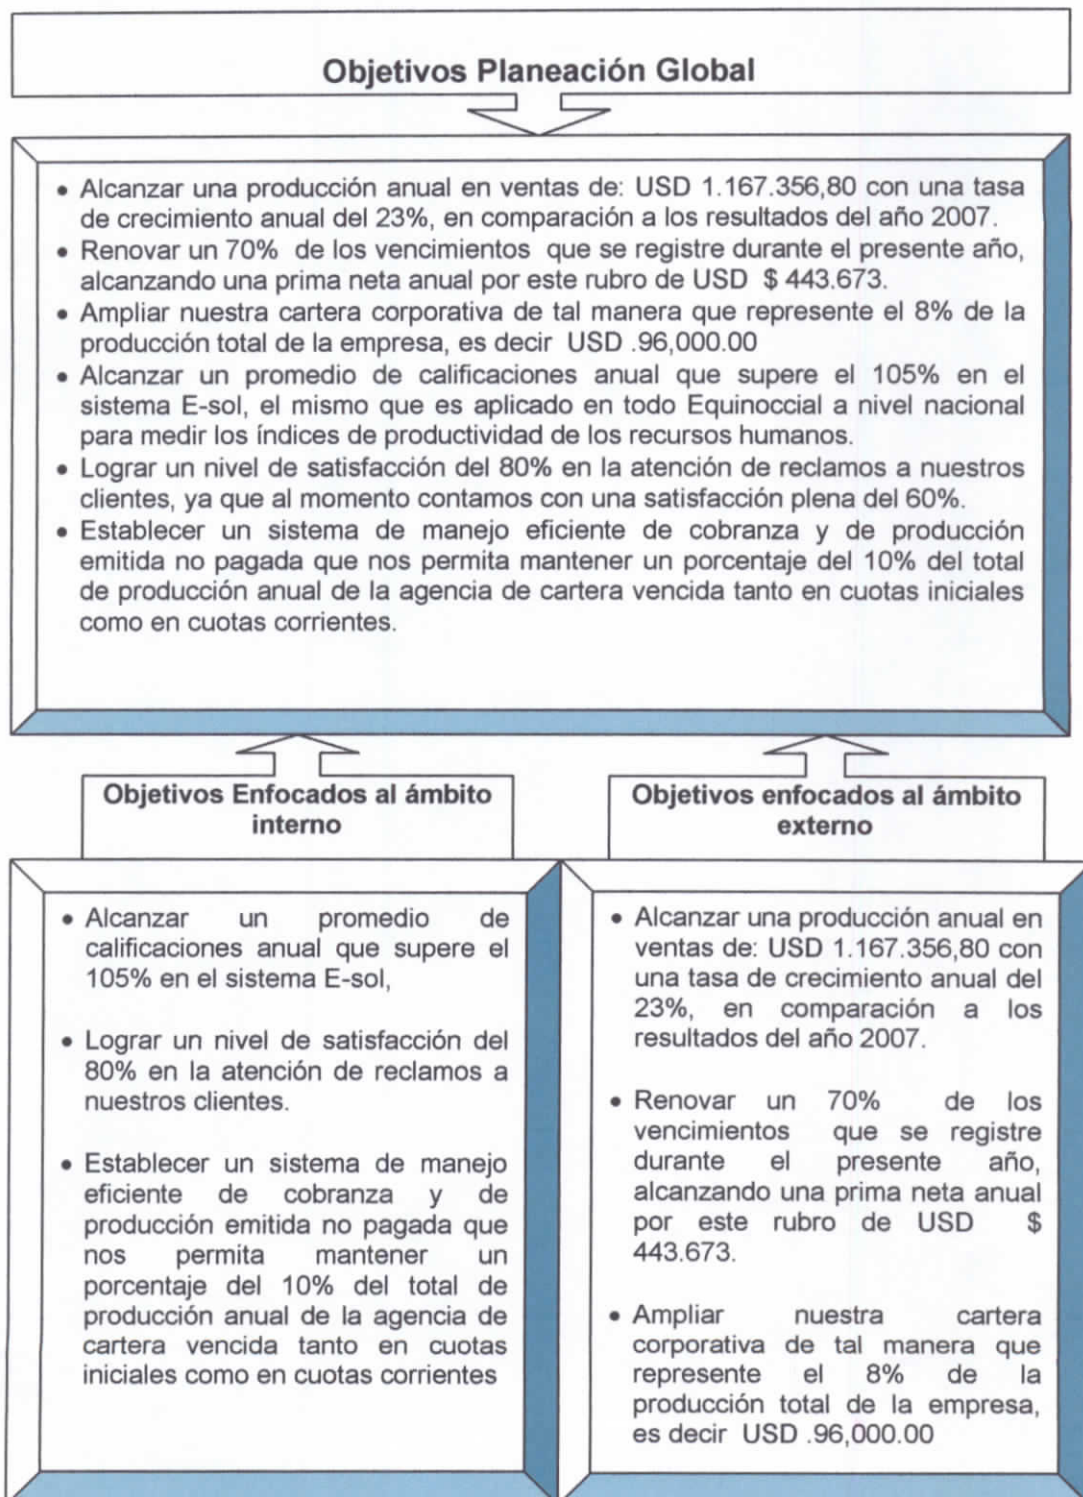 Objetivos Planeación Global
• Alcanzar una producción anual en ventas de: USD 1.167.356,80 con una tasa
de crecimiento anual del 23%, en comparación a los resultados del año 2007.
• Renovar un 70% de los vencimientos que se registre durante el presente año,
alcanzando una prima neta anual por este rubro de USD $ 443.673.
• Ampliar nuestra cartera corporativa de tal manera que represente el 8% de la
producción total de la empresa, es decir USD .96,000.00
• Alcanzar un promedio de calificaciones anual que supere el 105% en el
sistema E-sol, el mismo que es aplicado en todo Equinoccial a nivel nacional
para medir los índices de productividad de los recursos humanos.
• Lograr un nivel de satisfacción del 80% en la atención de reclamos a nuestros
clientes, ya que al momento contamos con una satisfacción plena del 60%.
• Establecer un sistema de manejo eficiente de cobranza y de producción
emitida no pagada que nos permita mantener un porcentaje del 10% del total
de producción anual de la agencia de cartera vencida tanto en cuotas iniciales
como en cuotas corrientes.
Objetivos Enfocados al ámbito
interno
• Alcanzar un promedio de
calificaciones anual que supere el
105% en el sistema E-sol,
• Lograr un nivel de satisfacción del
80% en la atención de reclamos a
nuestros clientes.
• Establecer un sistema de manejo
eficiente de cobranza y de
producción emitida no pagada que
nos permita mantener un
porcentaje del 10% del total de
producción anual de la agencia de
cartera vencida tanto en cuotas
iniciales como en cuotas corrientes
Objetivos enfocados al ámbito
externo
• Alcanzar una producción anual en
ventas de: USD 1.167.356,80 con
una tasa de crecimiento anual del
23%, en comparación a los
resultados del año 2007.
• Renovar un 70% de los
vencimientos que se registre
durante el presente año,
alcanzando una prima neta anual
por este rubro de USD $
443.673.
• Ampliar nuestra cartera
corporativa de tal manera que
represente el 8% de la
producción total de la empresa,
es decir USD .96,000.00